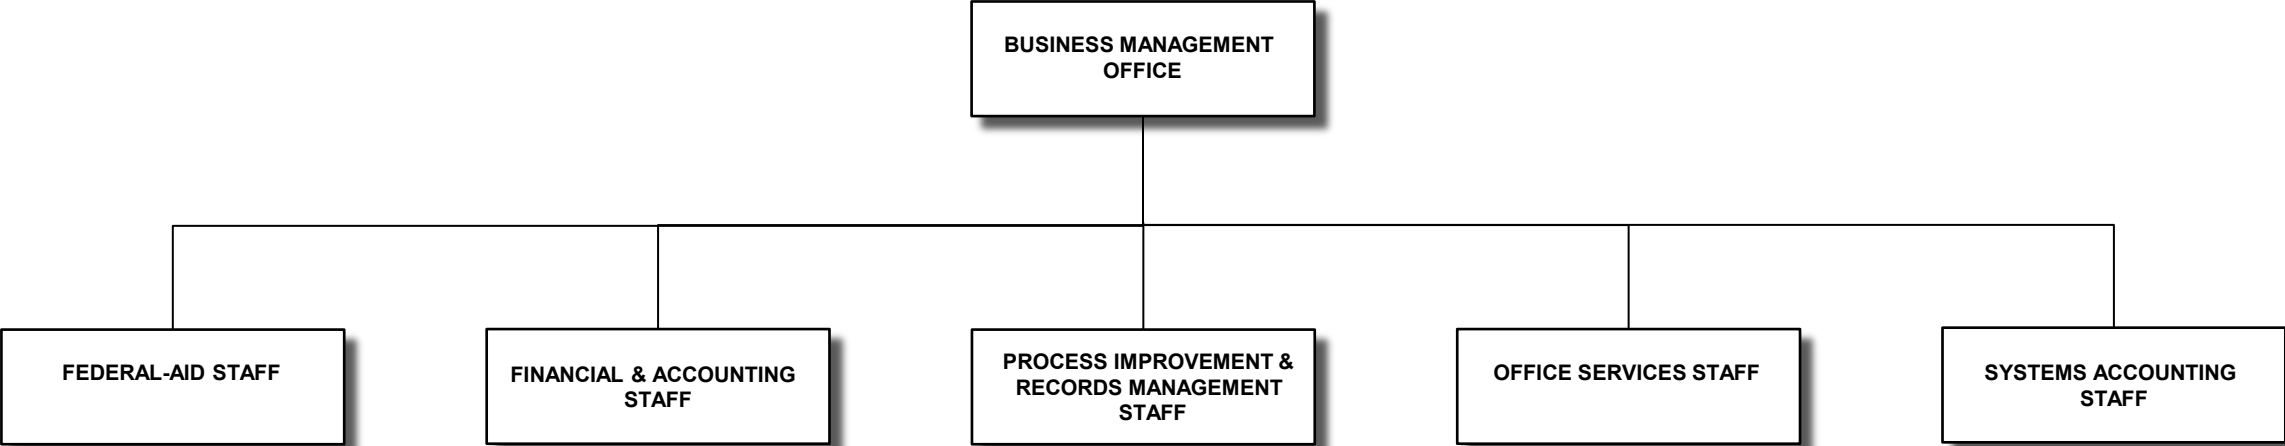 BUSINESS MANAGEMENT
OFFICE
FEDERAL-AID STAFF
FINANCIAL & ACCOUNTING
STAFF
PROCESS IMPROVEMENT &
RECORDS MANAGEMENT
STAFF
OFFICE SERVICES STAFF
SYSTEMS ACCOUNTING
STAFF